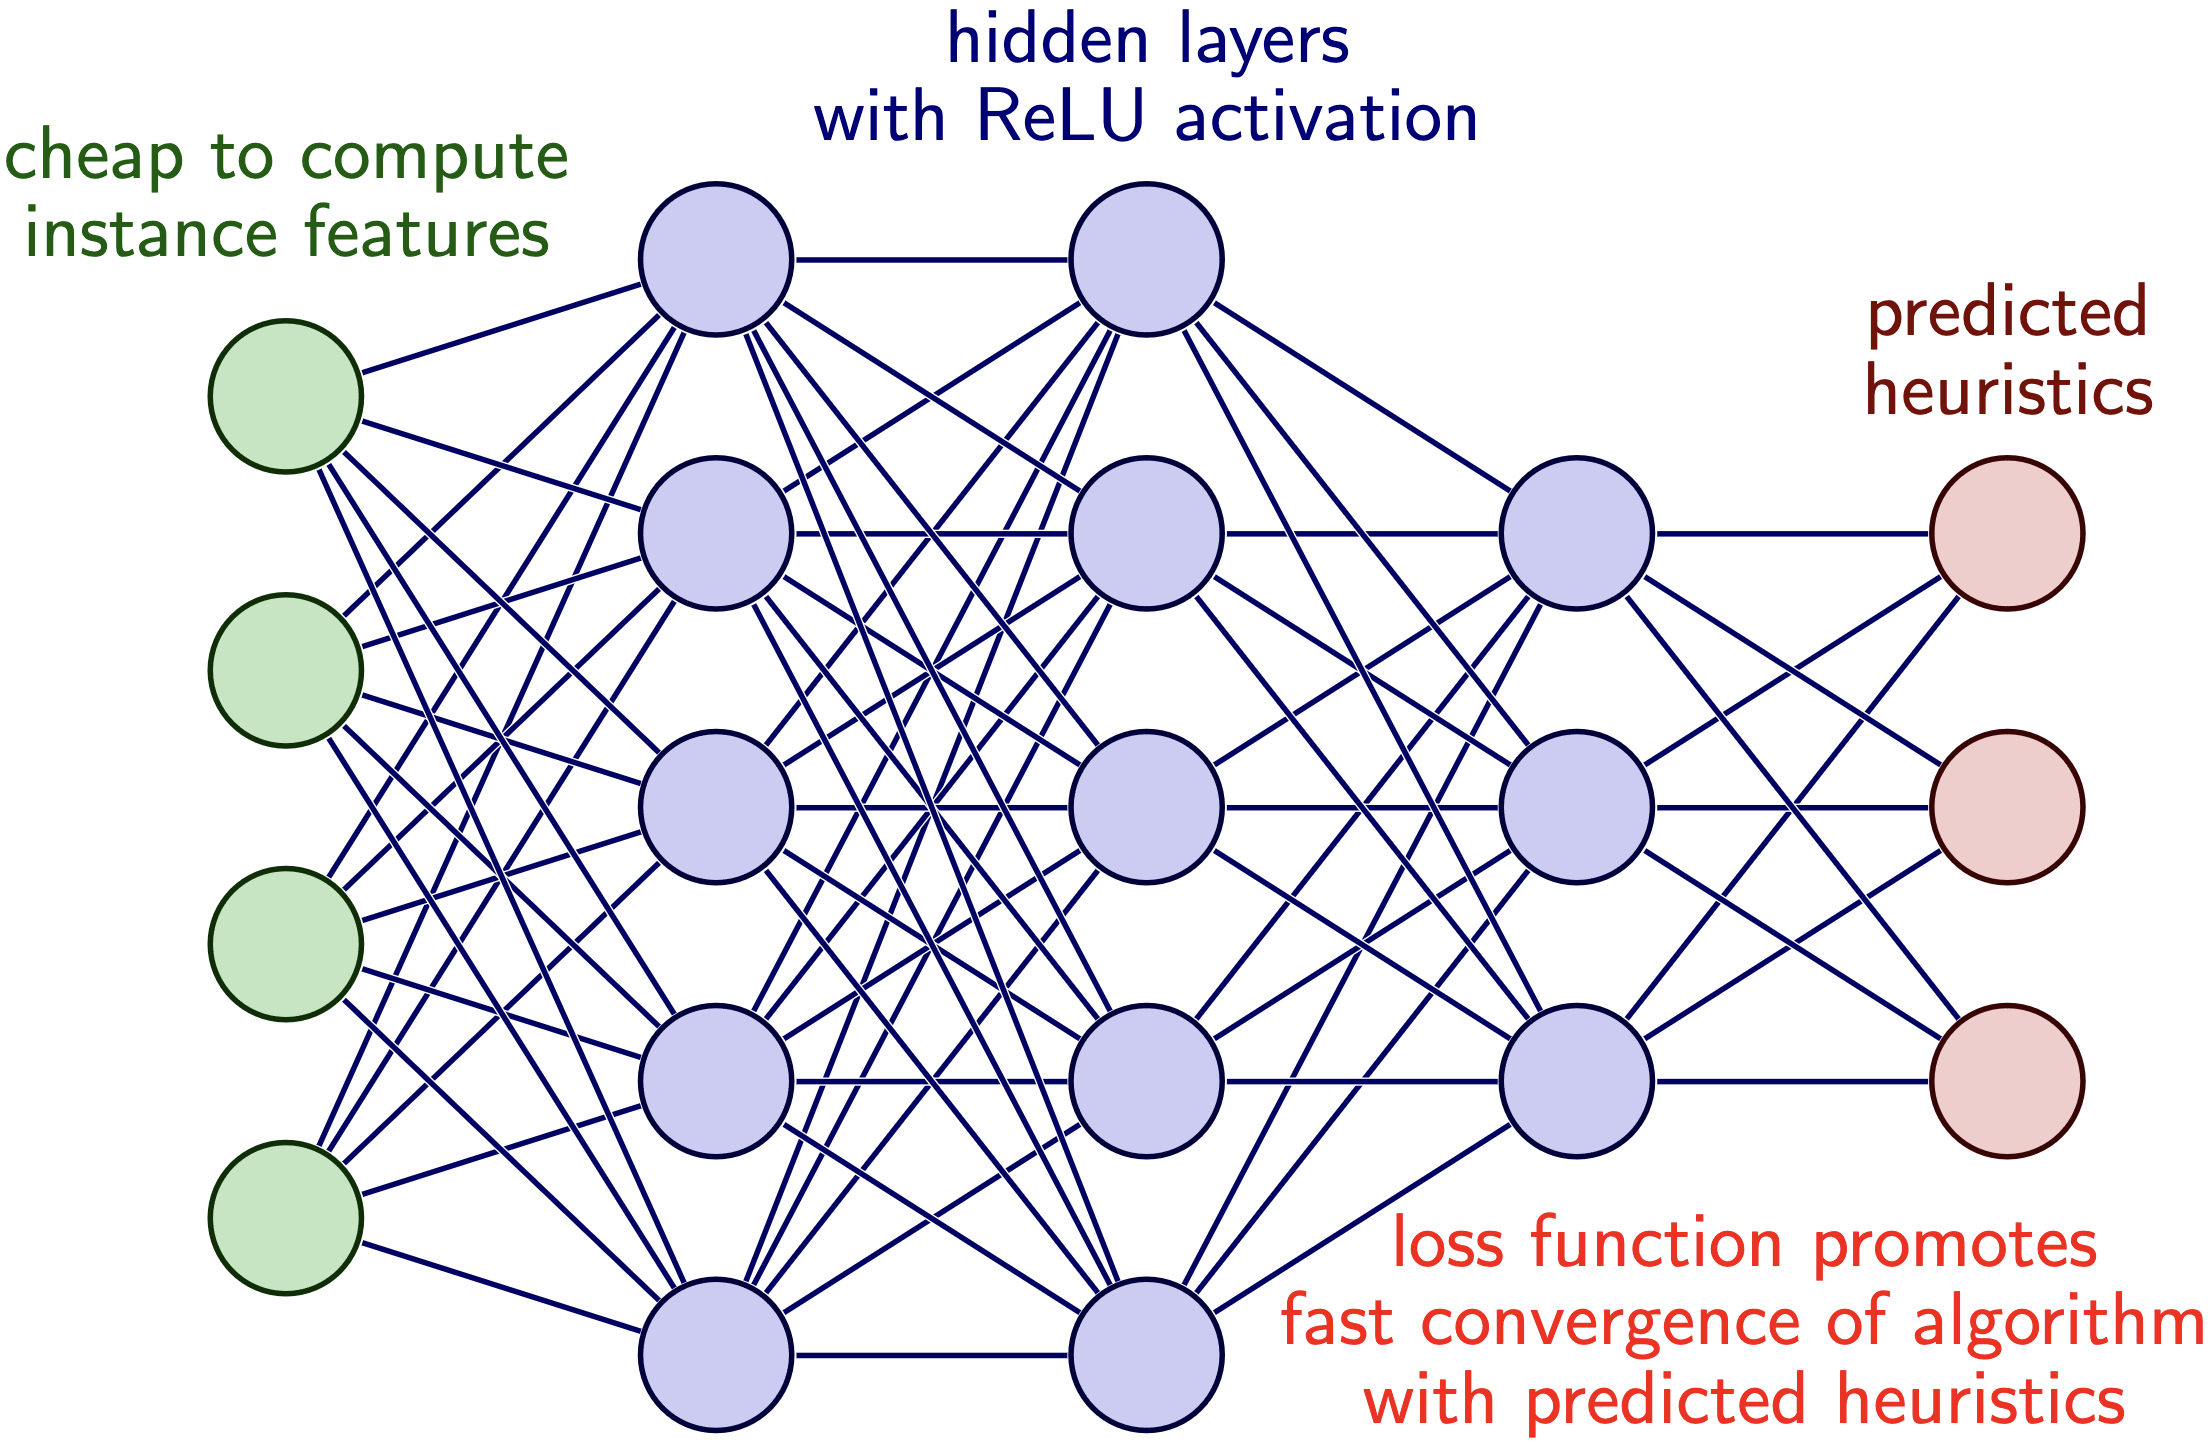 hidden layers
with ReLU activation
cheap to compute
instance features
predicted
heuristics
loss function promotes
fast convergence of algorithm
with predicted heuristics